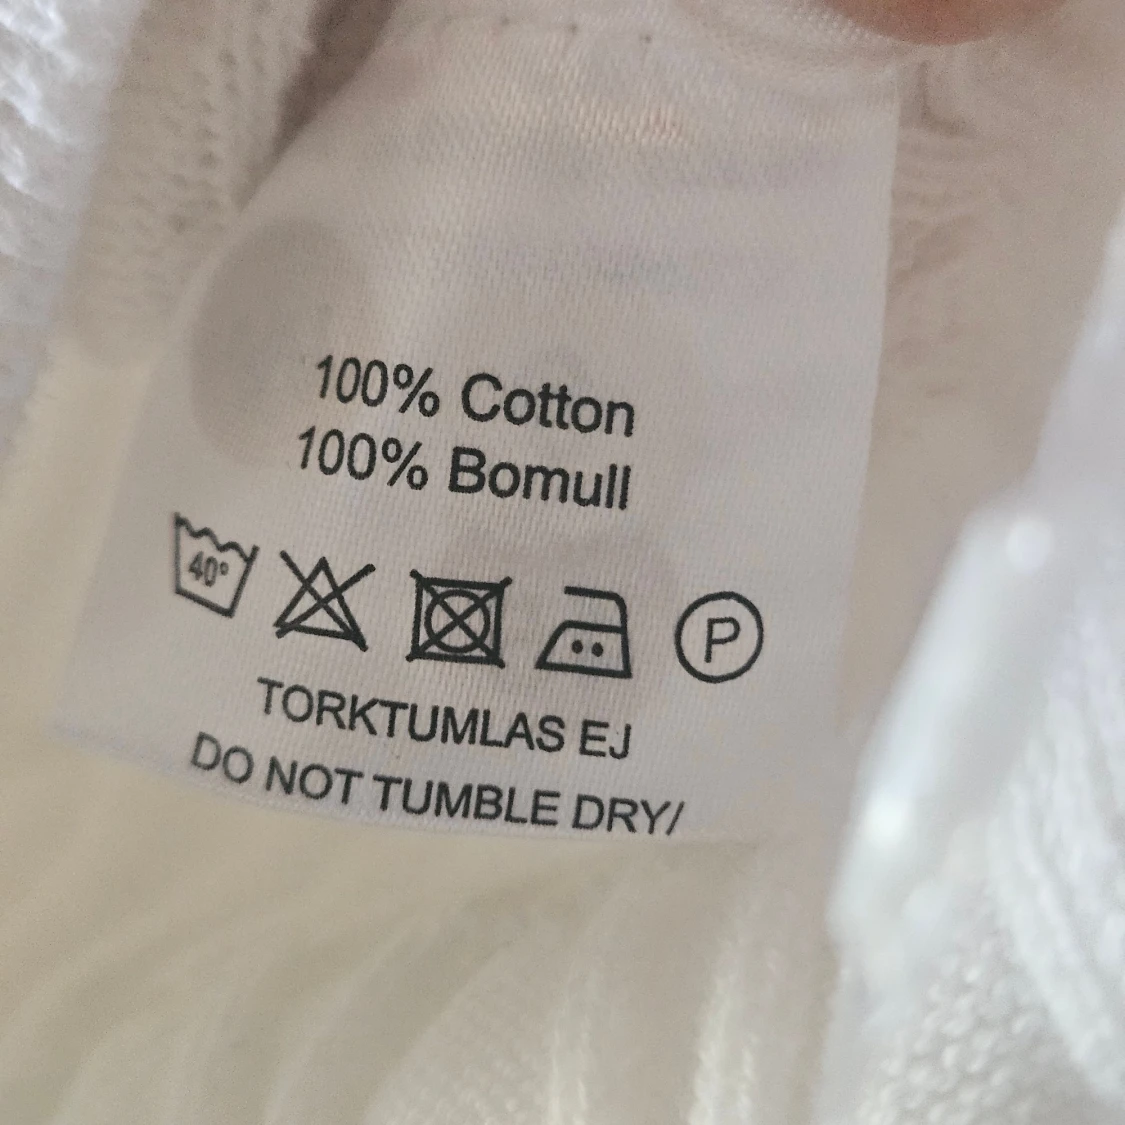 100% Cotton
100% Bomull
40°
P
TORKTUMLAS EJ
DO NOT TUMBLE DRY/